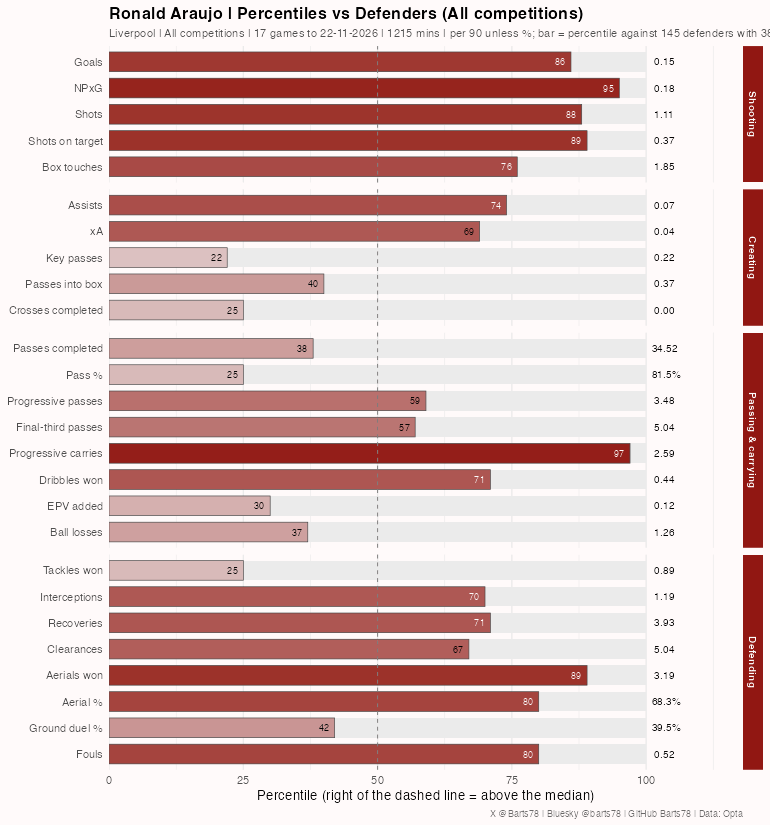 Ronald Araujo | Percentiles vs Defenders (All competitions)
Liverpool | All competitions | 17 games to 22-11-2026 | 1215 mins | per 90 unless %; bar = percentile against 145 defenders with 38
Goals 86 0.15
NPxG 95 0.18
Shots 88 1.11
Shots on target 89 0.37
Box touches 76 1.85
Shooting
Assists 74 0.07
xA 69 0.04
Key passes 22 0.22
Passes into box 40 0.37
Crosses completed 25 0.00
Creating
Passes completed 38 34.52
Pass % 25 81.5%
Progressive passes 59 3.48
Final-third passes 57 5.04
Progressive carries 97 2.59
Dribbles won 71 0.44
EPV added 30 0.12
Ball losses 37 1.26
Passing & carrying
Tackles won 25 0.89
Interceptions 70 1.19
Recoveries 71 3.93
Clearances 67 5.04
Aerials won 89 3.19
Aerial % 80 68.3%
Ground duel % 42 39.5%
Fouls 80 0.52
Defending
0 25 50 75 100
Percentile (right of the dashed line = above the median)
X @Barts78 | Bluesky @barts78 | GitHub Barts78 | Data: Opta